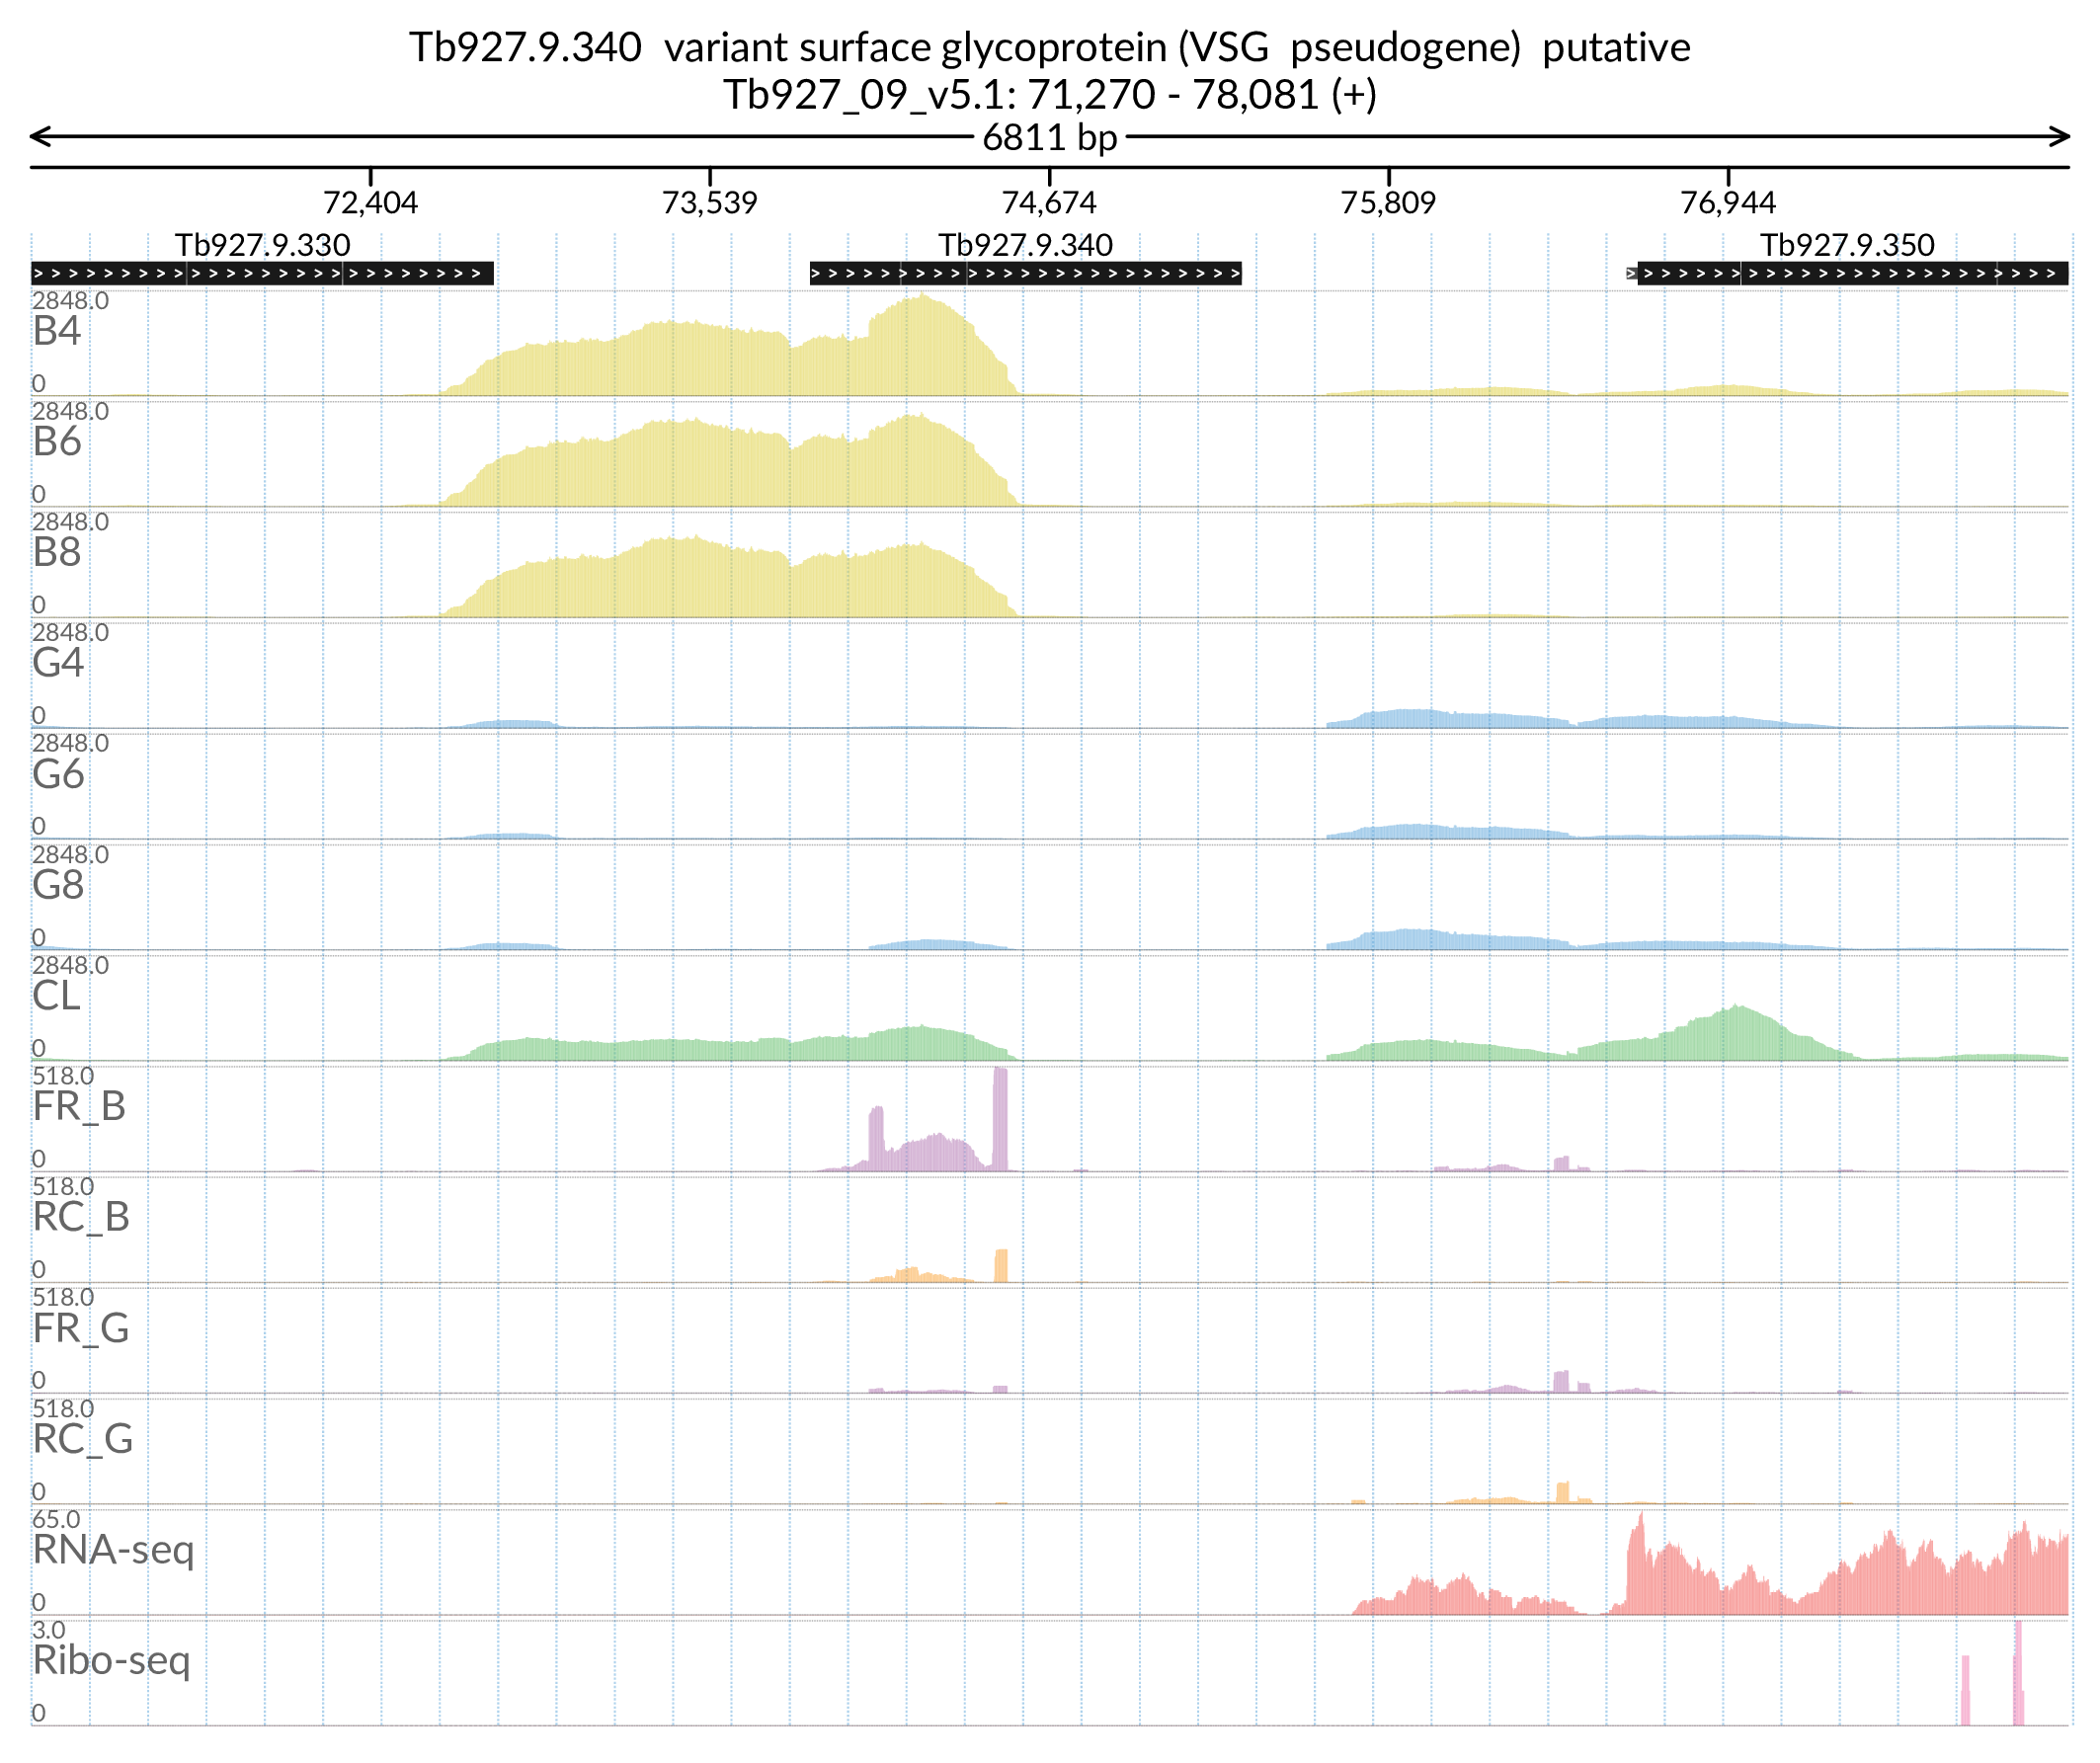 Tb927.9.340 variant surface glycoprotein (VSG pseudogene) putative
Tb927_09_v5.1: 71,270 - 78,081 (+)
6811 bp
72,404 73,539 74,674 75,809 76,944
Tb927.9.330 Tb927.9.340 Tb927.9.350
2848.0
B4
0
2848.0
B6
0
2848.0
B8
0
2848.0
G4
0
2848.0
G6
0
2848.0
G8
0
2848.0
CL
0
518.0
FR_B
0
518.0
RC_B
0
518.0
FR_G
0
518.0
RC_G
0
65.0
RNA-seq
0
3.0
Ribo-seq
0